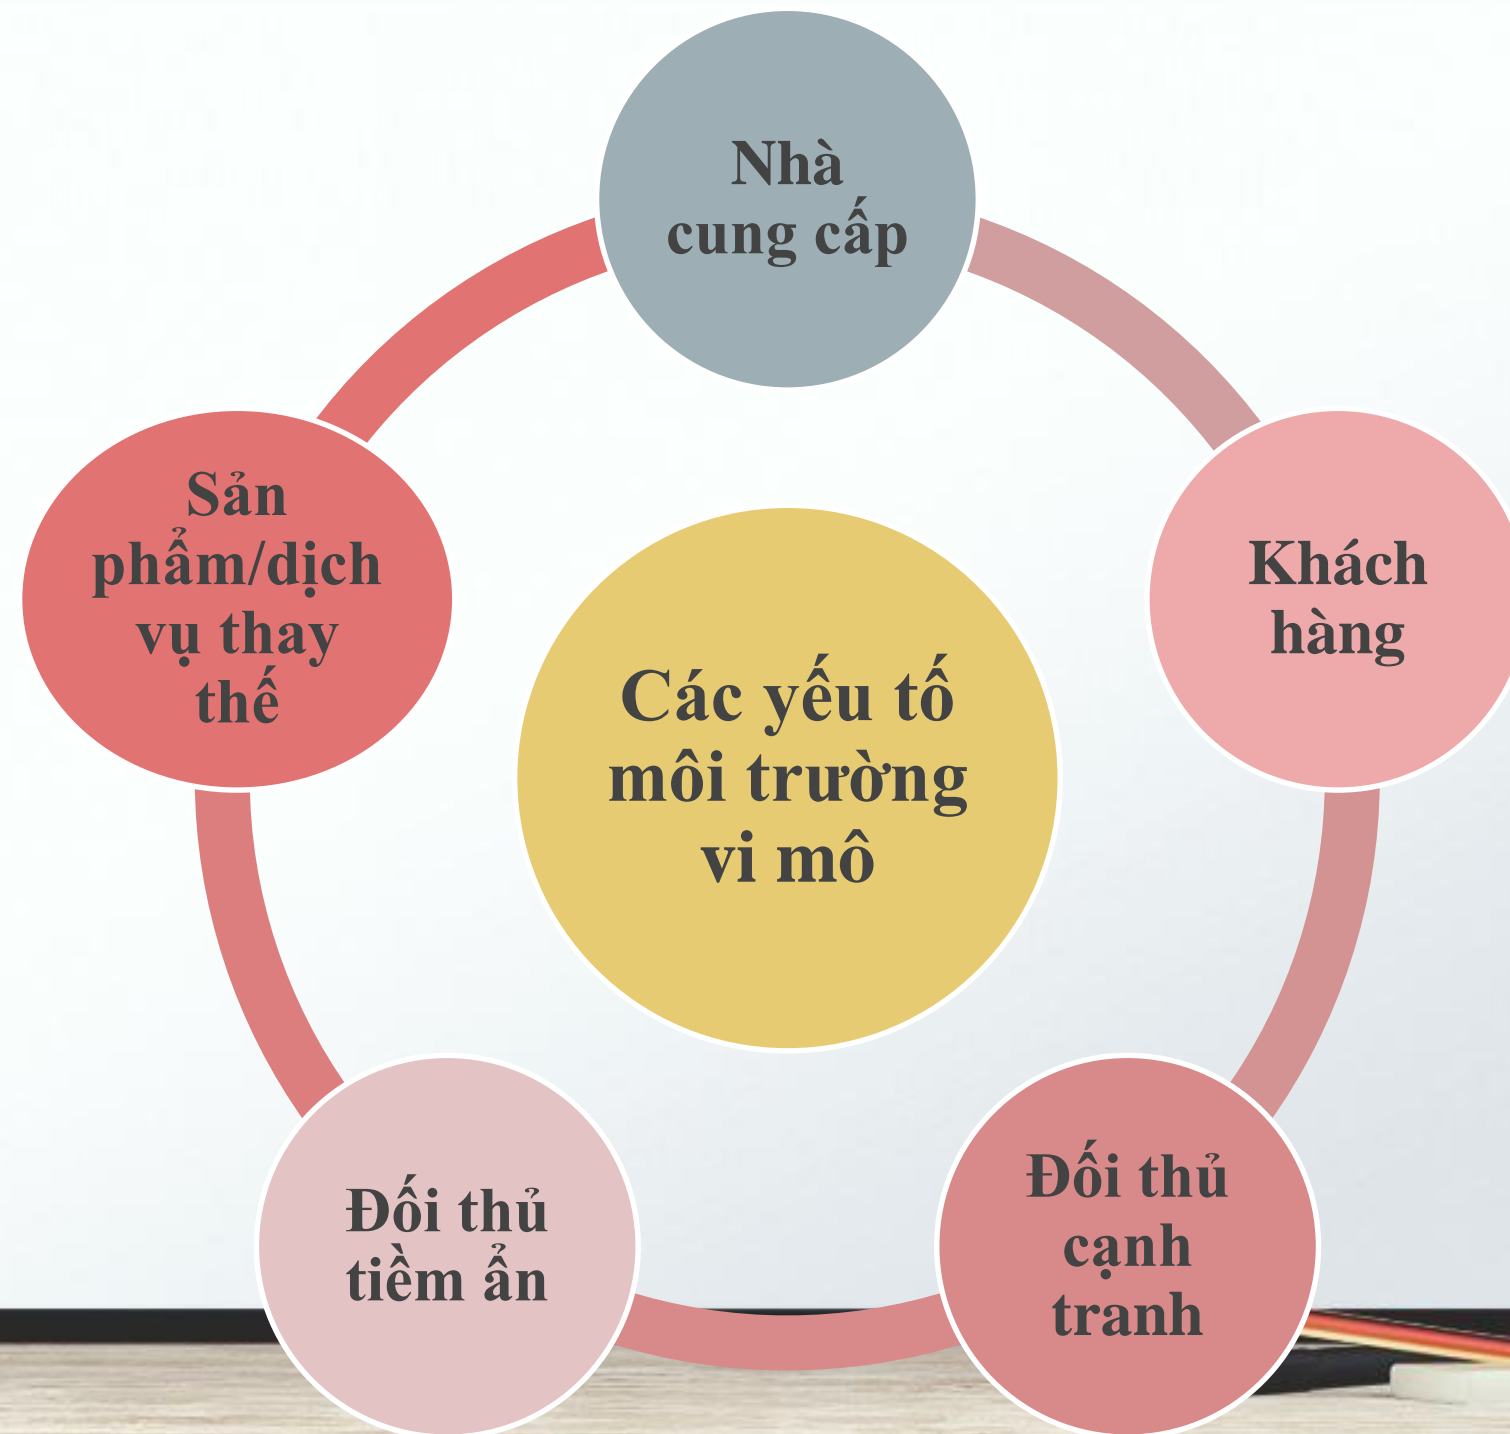 Nhà
cung cấp
Khách
hàng
Đối thủ
cạnh
tranh
Đối thủ
tiềm ẩn
Sản
phẩm/dịch
vụ thay
thế
Các yếu tố
môi trường
vi mô